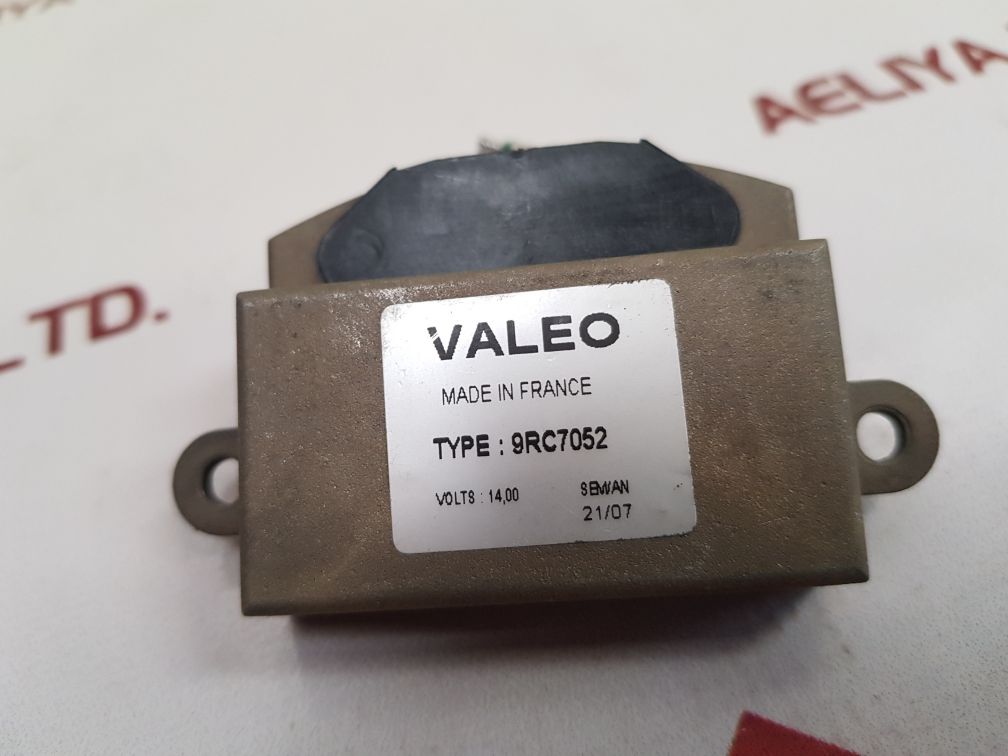 AELIYA
LTD.
VALEO
MADE IN FRANCE
TYPE : 9RC7052
VOLTS : 14,00
SEM/AN
21/07